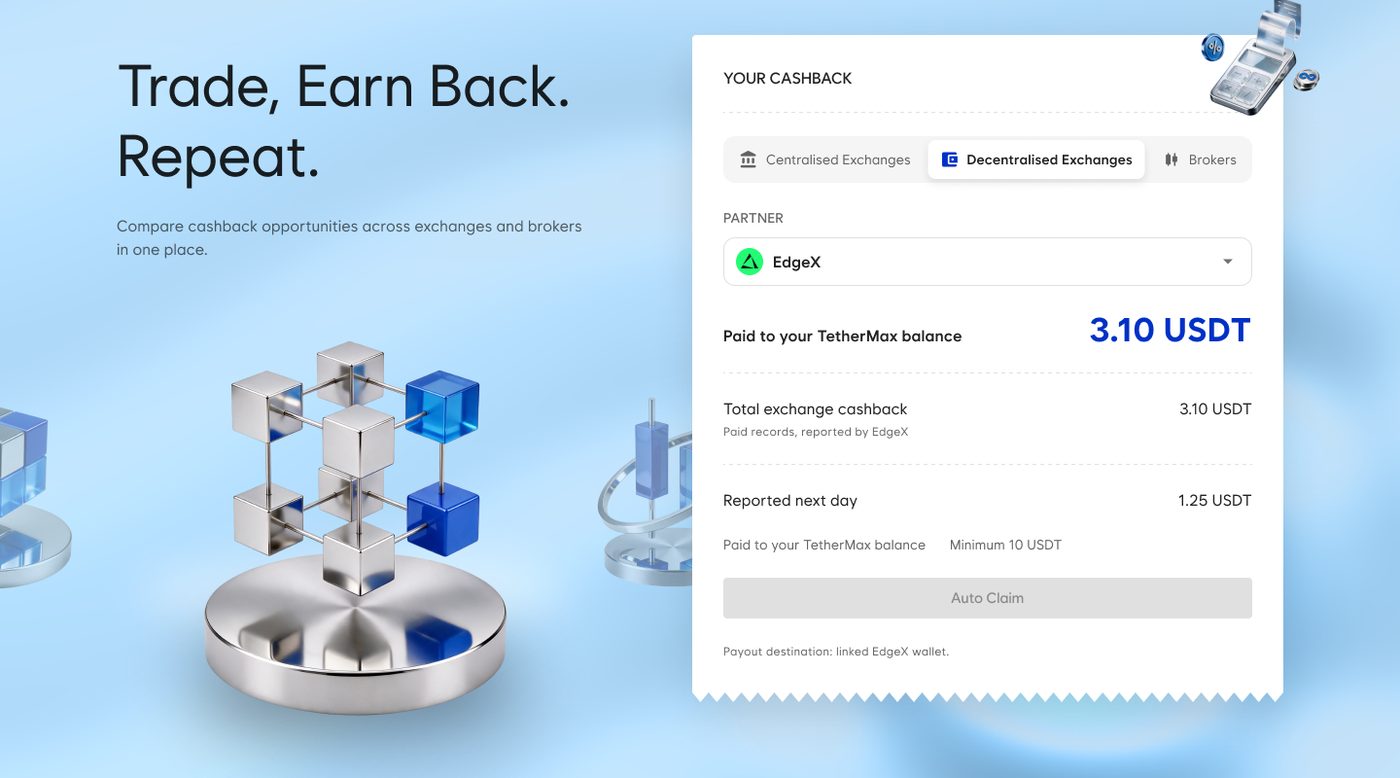 Trade, Earn Back.
Repeat.
Compare cashback opportunities across exchanges and brokers
in one place.
YOUR CASHBACK
Centralised Exchanges
Decentralised Exchanges
Brokers
PARTNER
EdgeX
Paid to your TetherMax balance
3.10 USDT
Total exchange cashback
3.10 USDT
Paid records, reported by EdgeX
Reported next day
1.25 USDT
Paid to your TetherMax balance
Minimum 10 USDT
Auto Claim
Payout destination: linked EdgeX wallet.